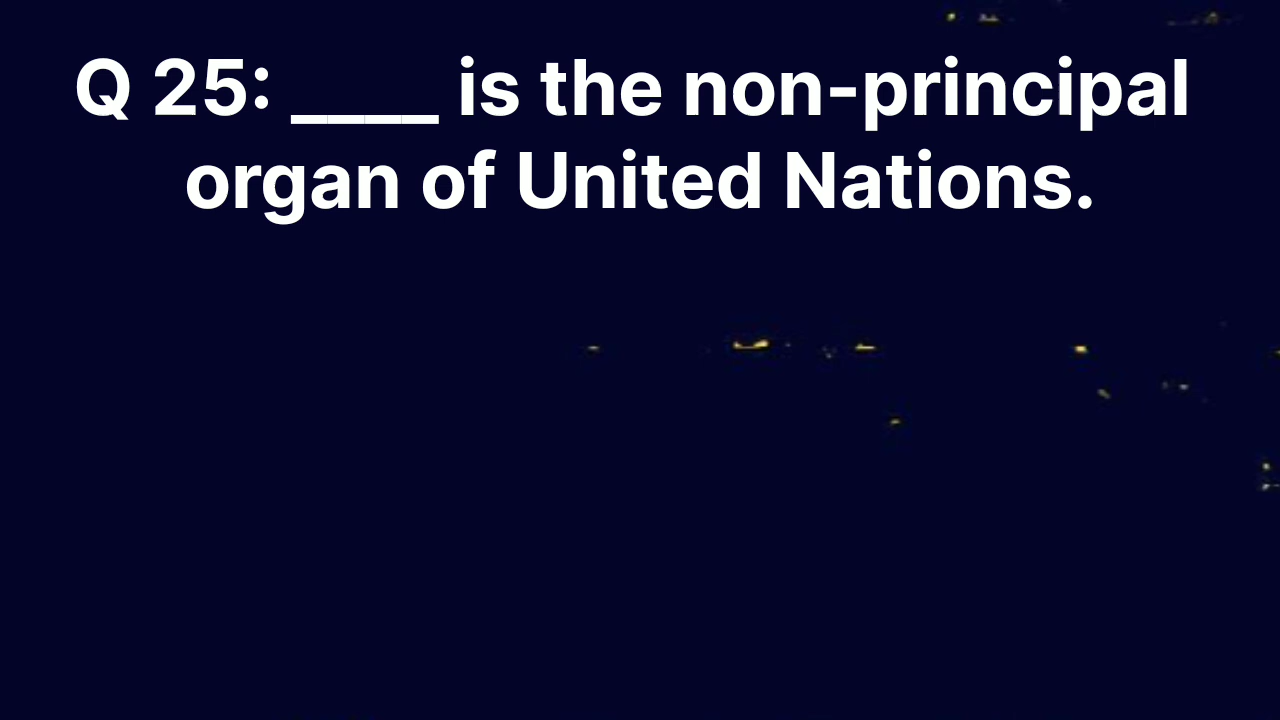 Q 25: ____ is the non-principal
organ of United Nations.